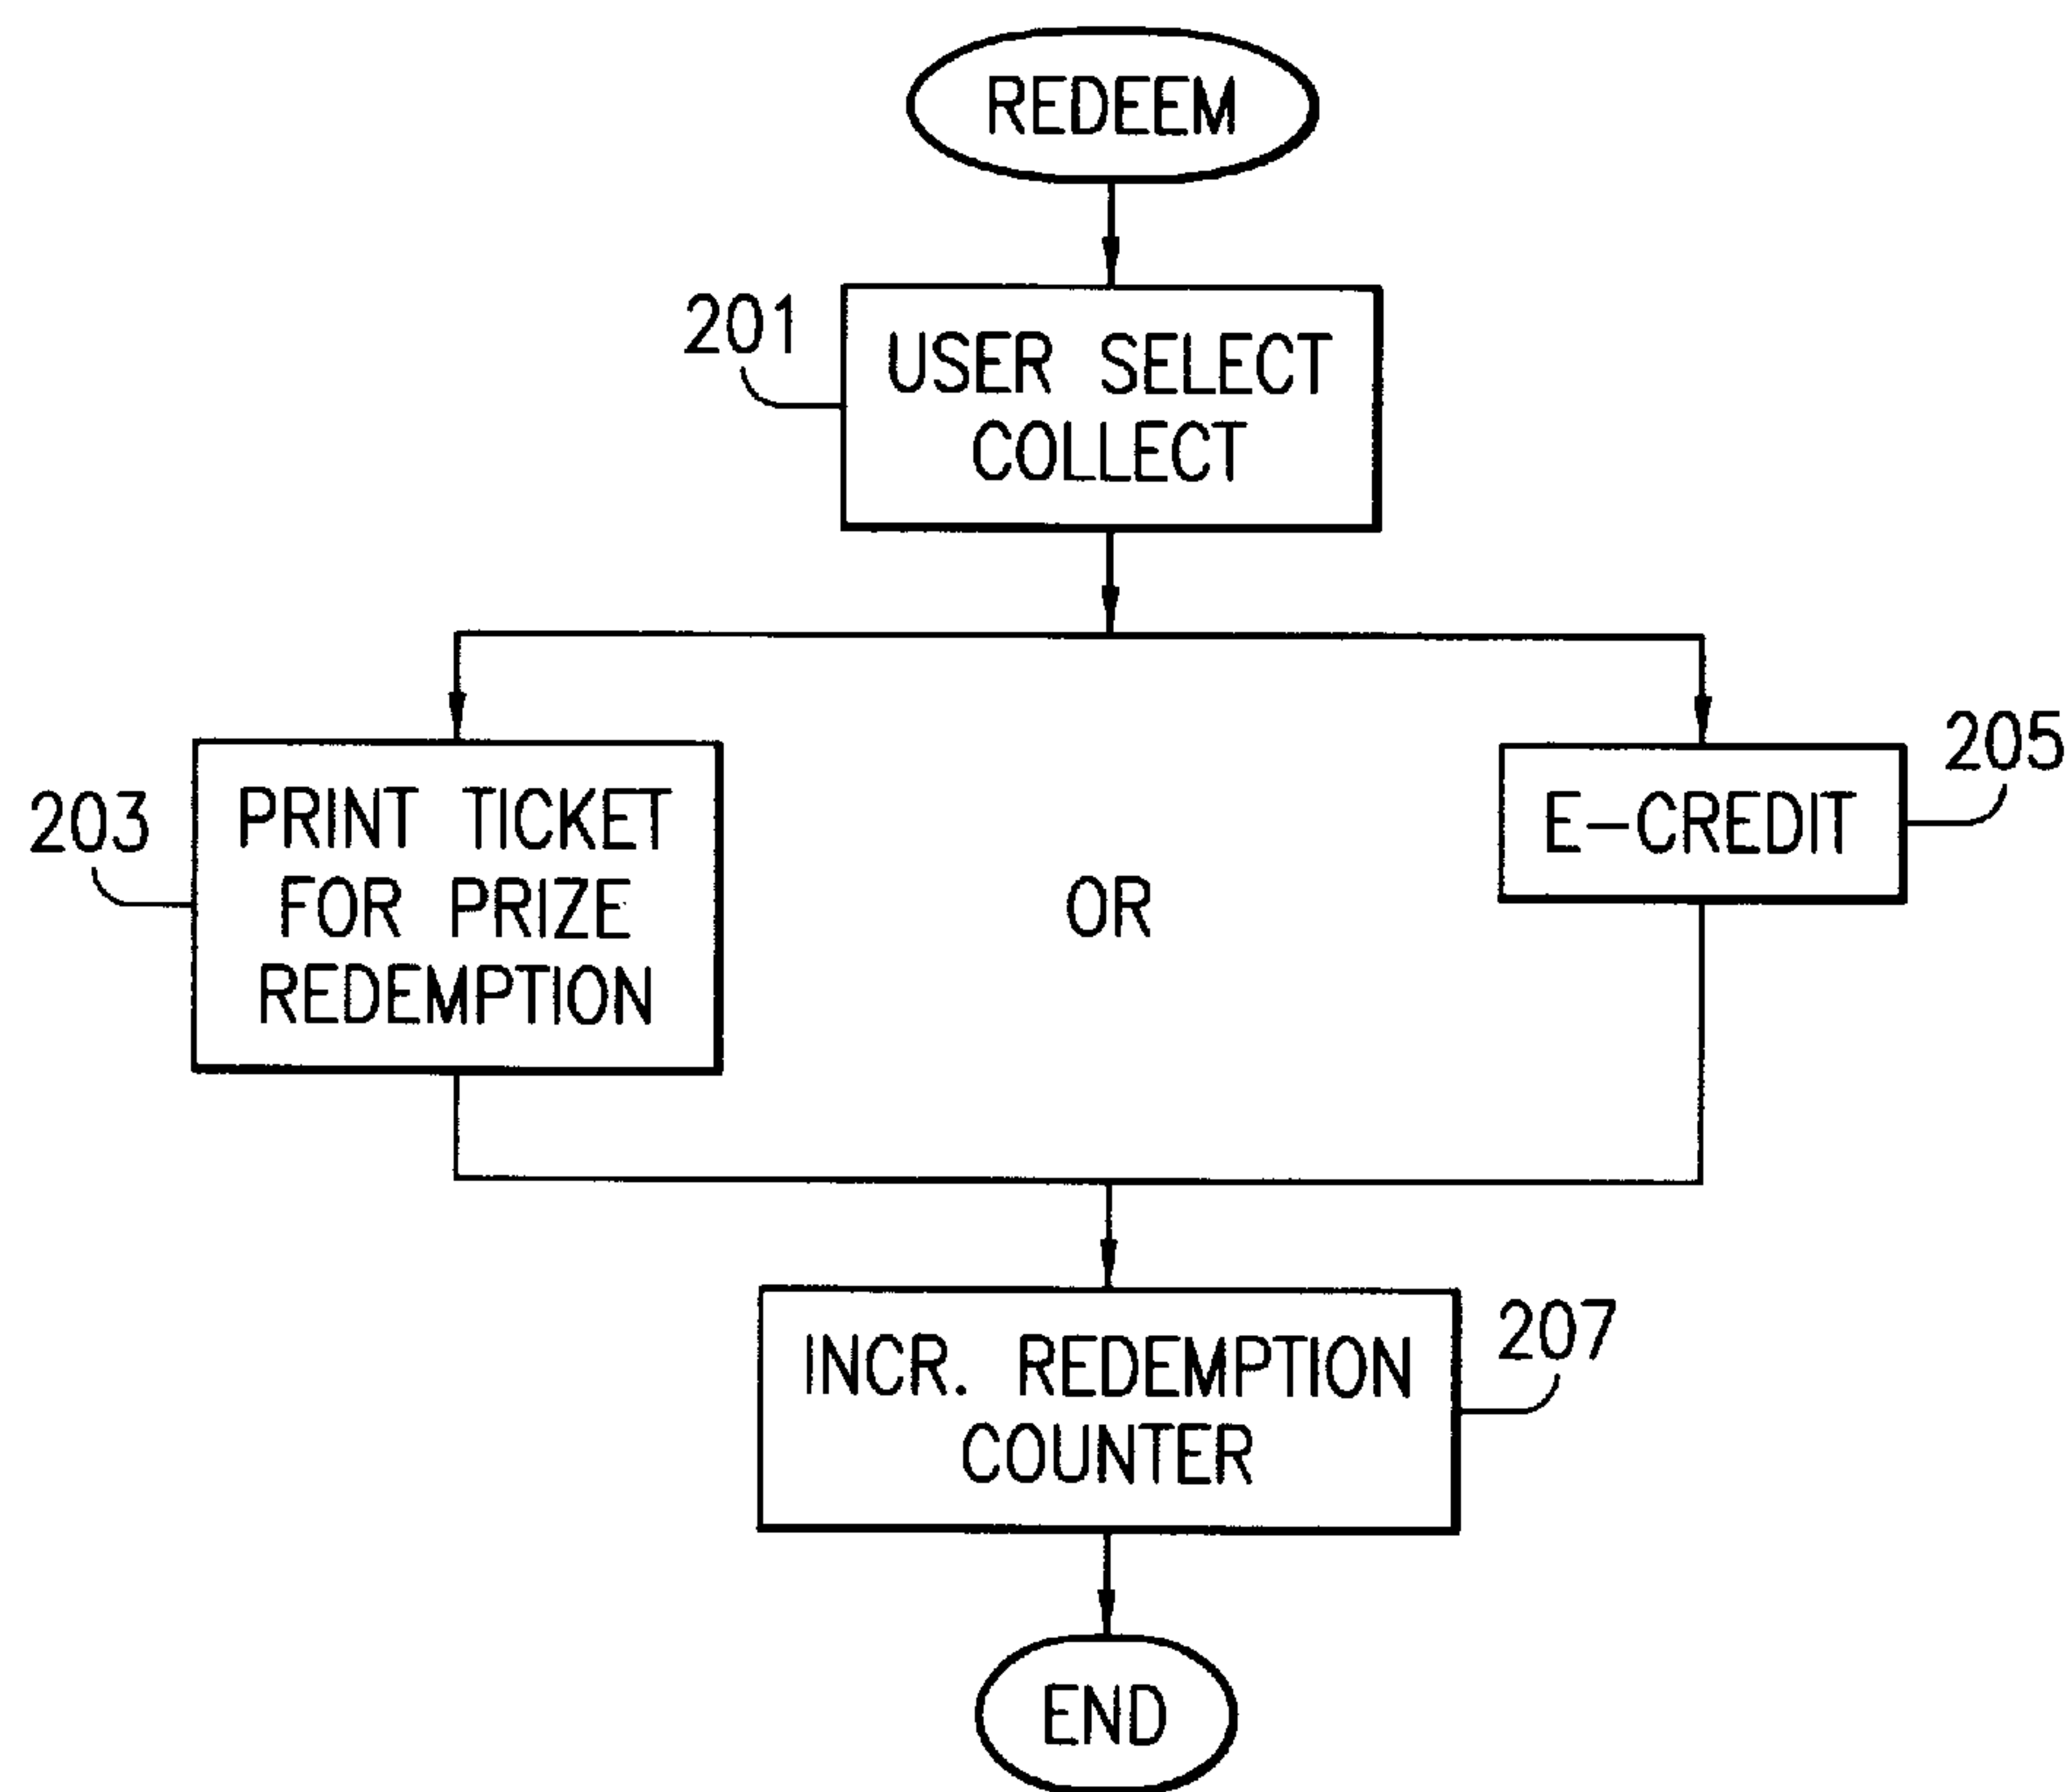 REDEEM
201
USER SELECT
COLLECT
203
PRINT TICKET
FOR PRIZE
REDEMPTION
OR
E-CREDIT
205
INCR. REDEMPTION
COUNTER
207
END